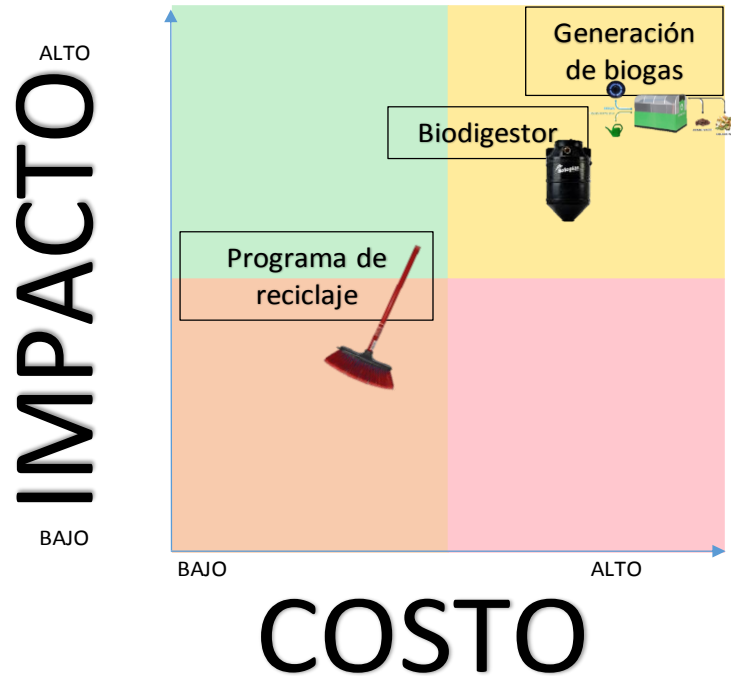 Generación
de biogas
ALTO
Biodigestor
IMPACTO
Programa de
reciclaje
BAJO
BAJO
ALTO
COSTO